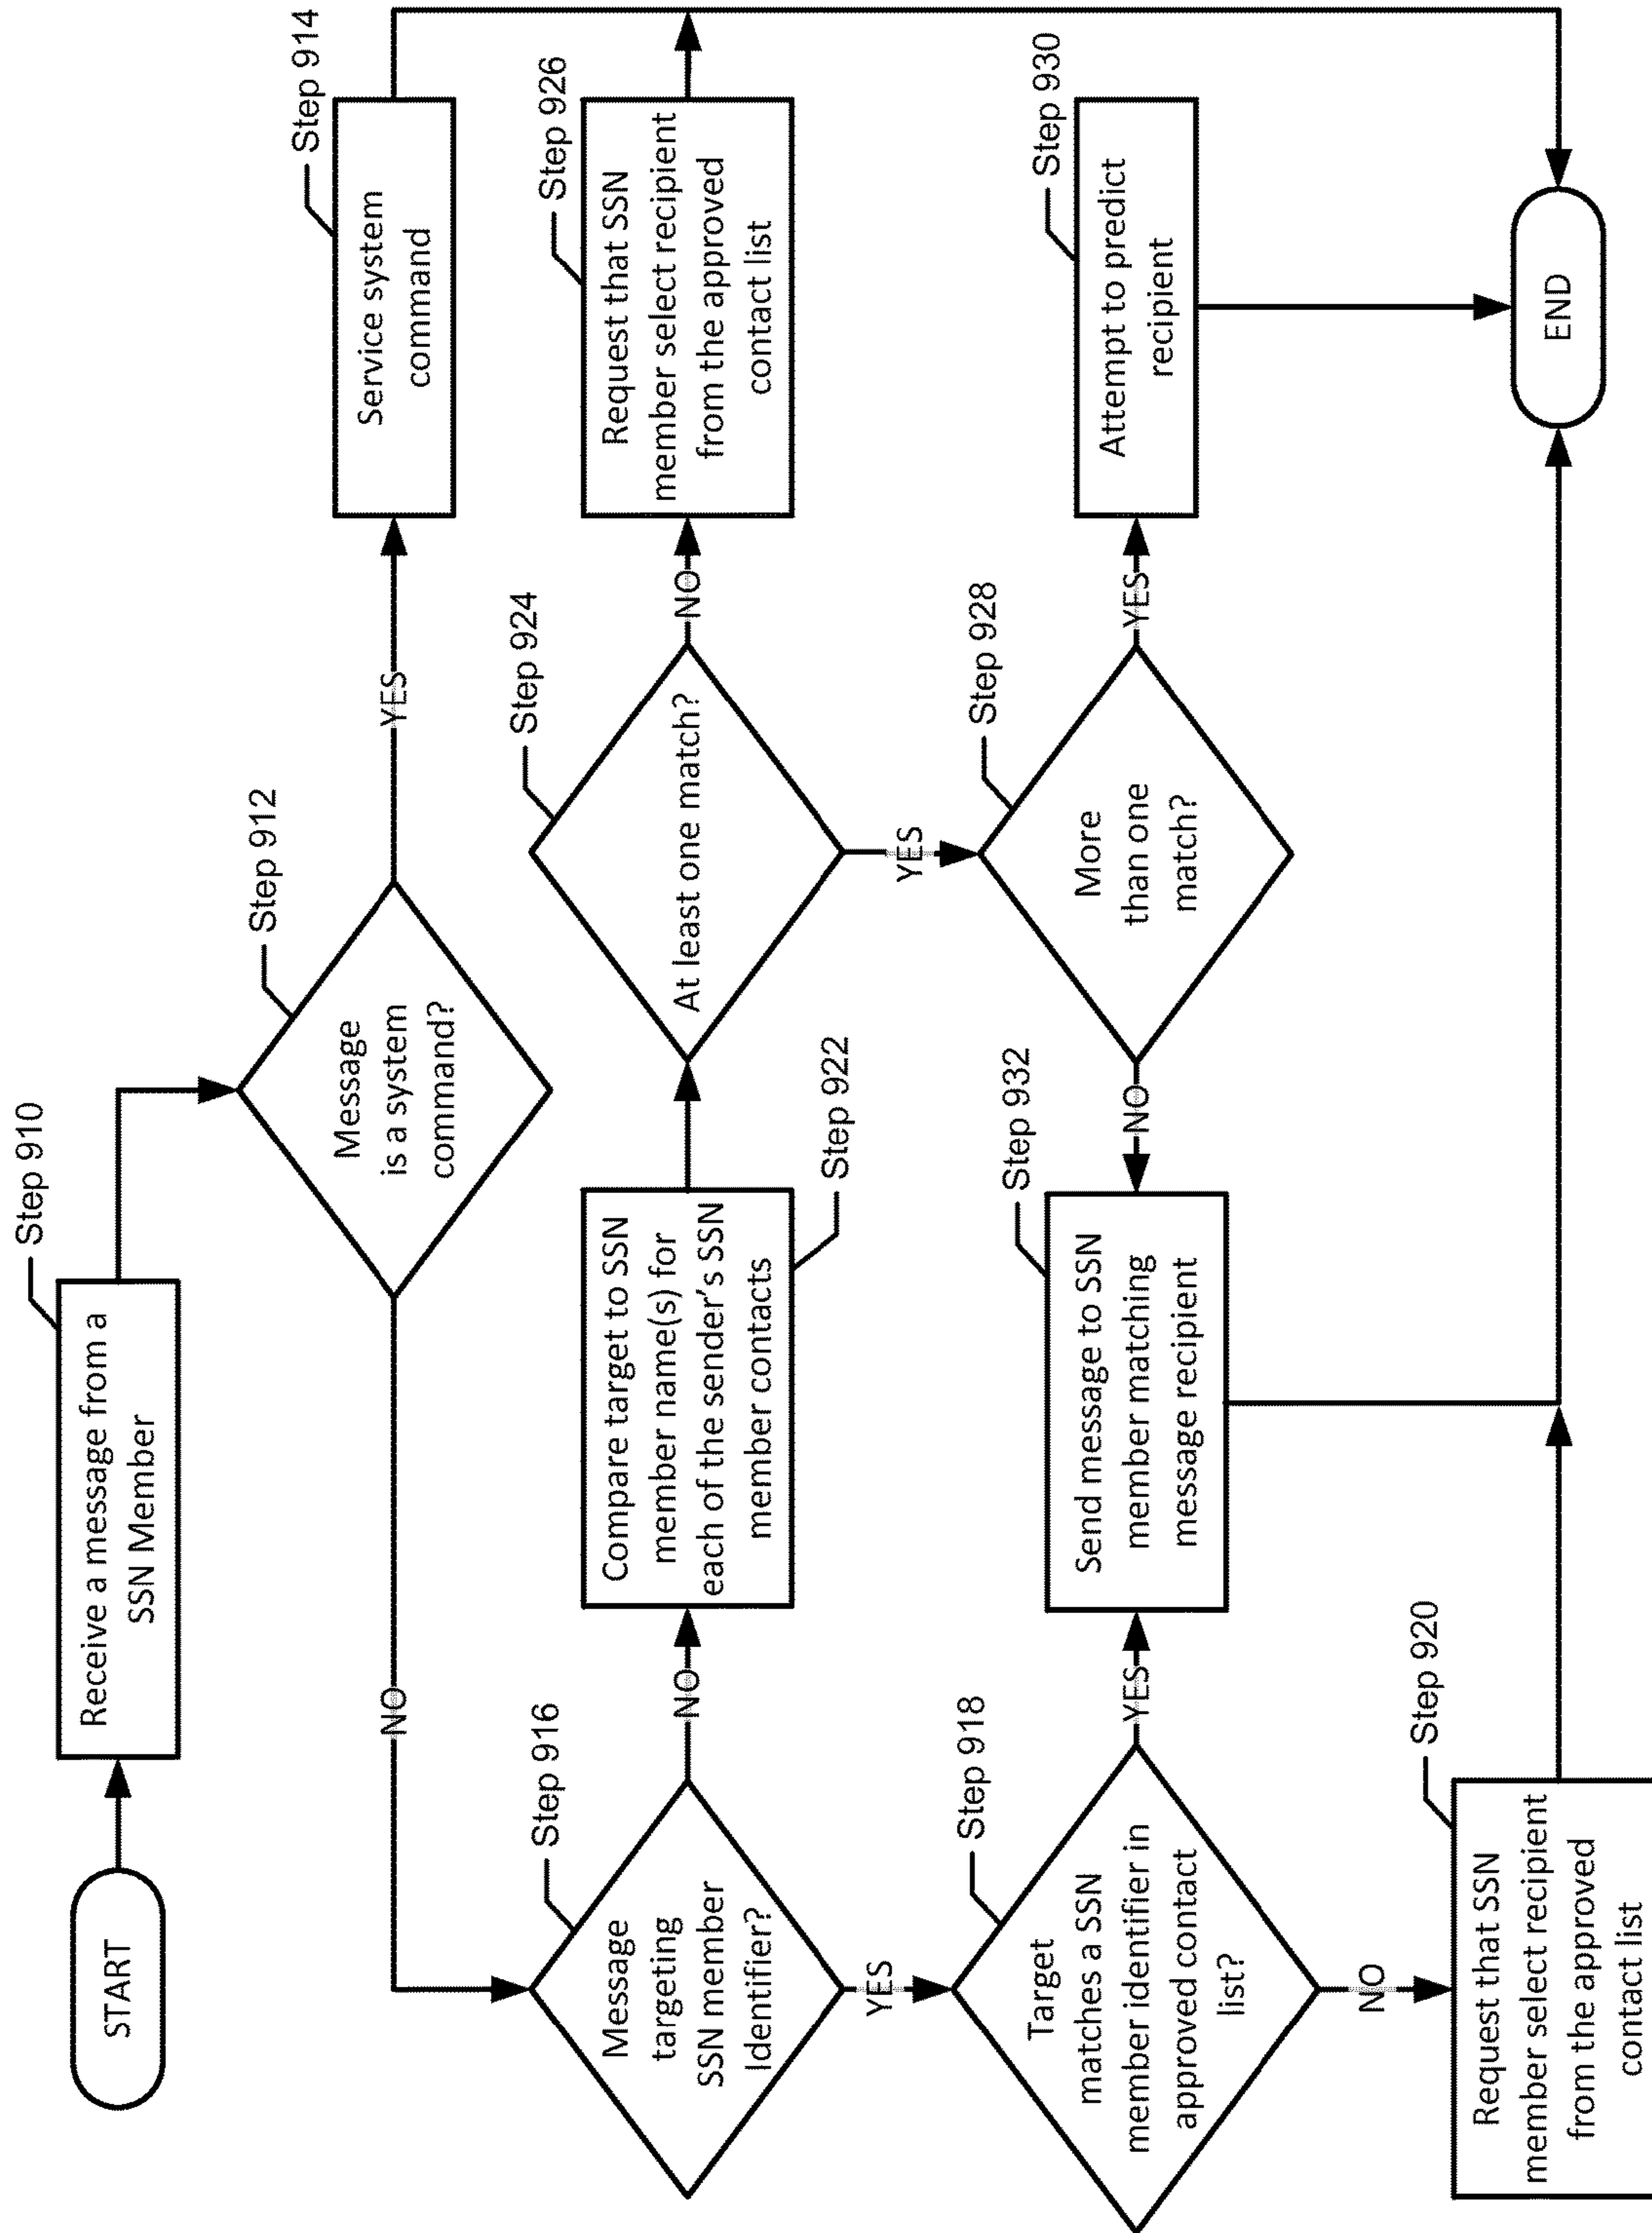 START
Receive a message from a
SSN Member
Step 910
Message
is a system
command?
Step 912
YES
Service system
command
Step 914
NO
Message
targeting
SSN member
Identifier?
Step 916
NO
Compare target to SSN
member name(s) for
each of the sender's SSN
member contacts
Step 922
At least one match?
Step 924
NO
Request that SSN
member select recipient
from the approved
contact list
Step 926
YES
YES
Target
matches a SSN
member identifier in
approved contact
list?
Step 918
YES
Send message to SSN
member matching
message recipient
Step 932
NO
More
than one
match?
Step 928
YES
Attempt to predict
recipient
Step 930
NO
Request that SSN
member select recipient
from the approved
contact list
Step 920
END